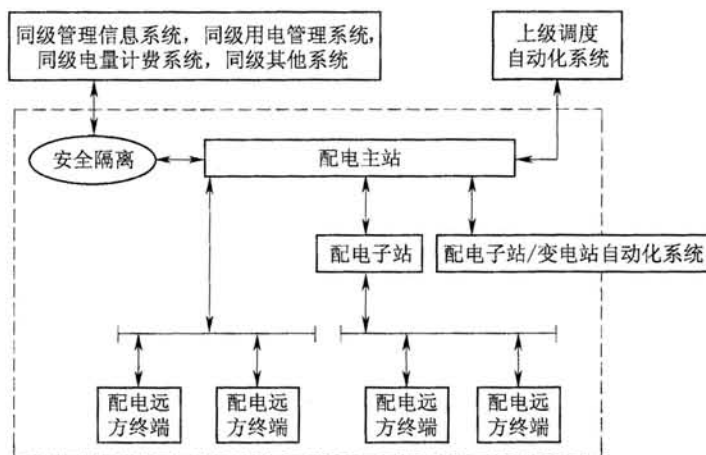 同级管理信息系统，同级用电管理系统，
同级电量计费系统，同级其他系统
上级调度
自动化系统
安全隔离
配电主站
配电子站
配电子站/变电站自动化系统
配电远
方终端
配电远
方终端
配电远
方终端
配电远
方终端